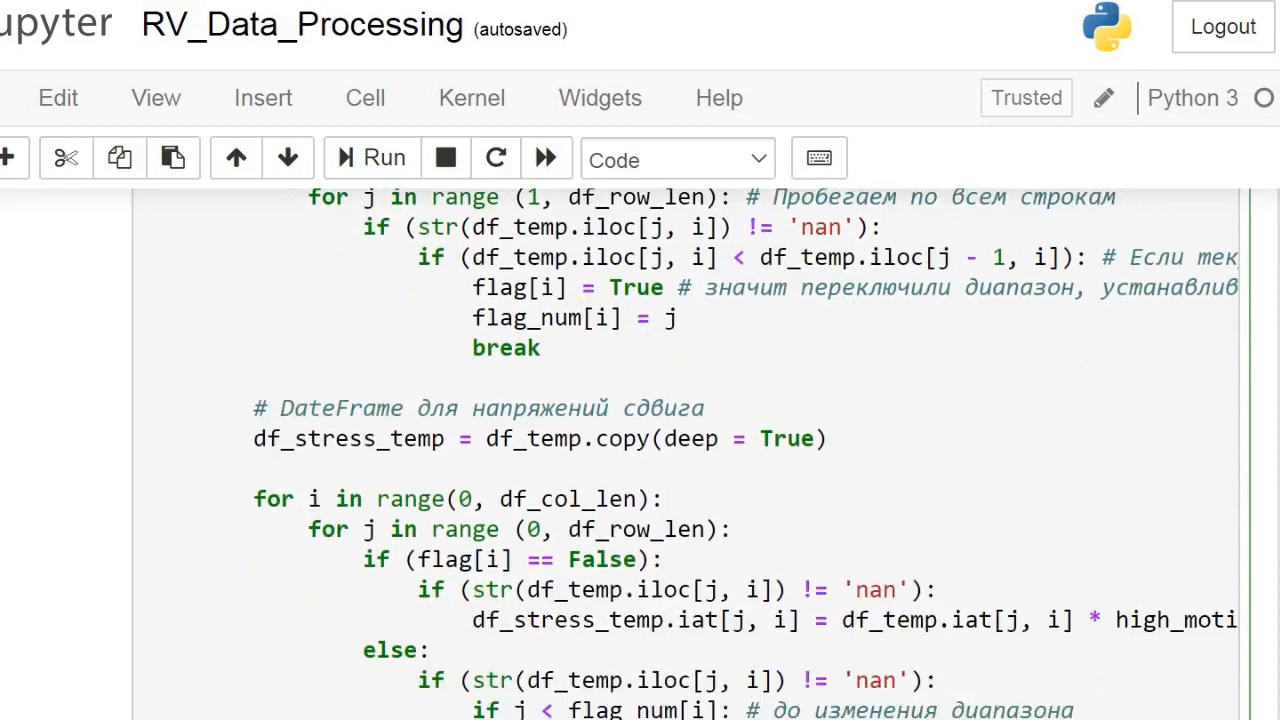 upyter RV_Data_Processing (autosaved) Logout
Edit View Insert Cell Kernel Widgets Help Trusted Python 3
Run Code
for j in range (1, df_row_len): # Пробегаем по всем строкам
if (str(df_temp.iloc[j, i]) != 'nan'):
if (df_temp.iloc[j, i] < df_temp.iloc[j - 1, i]): # Если тек
flag[i] = True # значит переключили диапазон, устанавлив
flag_num[i] = j
break
# DateFrame для напряжений сдвига
df_stress_temp = df_temp.copy(deep = True)
for i in range(0, df_col_len):
for j in range (0, df_row_len):
if (flag[i] == False):
if (str(df_temp.iloc[j, i]) != 'nan'):
df_stress_temp.iat[j, i] = df_temp.iat[j, i] * high_moti
else:
if (str(df_temp.iloc[j, i]) != 'nan'):
if j < flag_num[i]: # до изменения диапазона